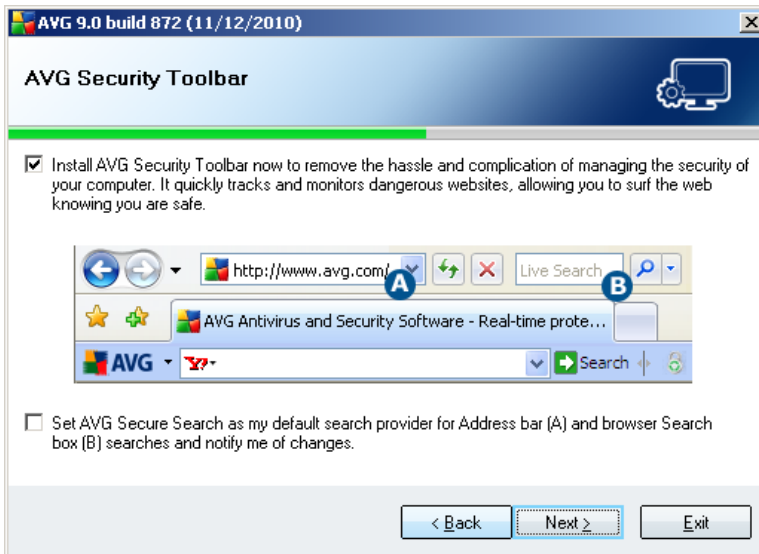 AVG 9.0 build 872 (11/12/2010)
AVG Security Toolbar
Install AVG Security Toolbar now to remove the hassle and complication of managing the security of
your computer. It quickly tracks and monitors dangerous websites, allowing you to surf the web
knowing you are safe.
http://www.avg.com/ A Live Search B
AVG Antivirus and Security Software - Real-time prote...
AVG Y? Search
Set AVG Secure Search as my default search provider for Address bar (A) and browser Search
box (B) searches and notify me of changes.
< Back Next > Exit